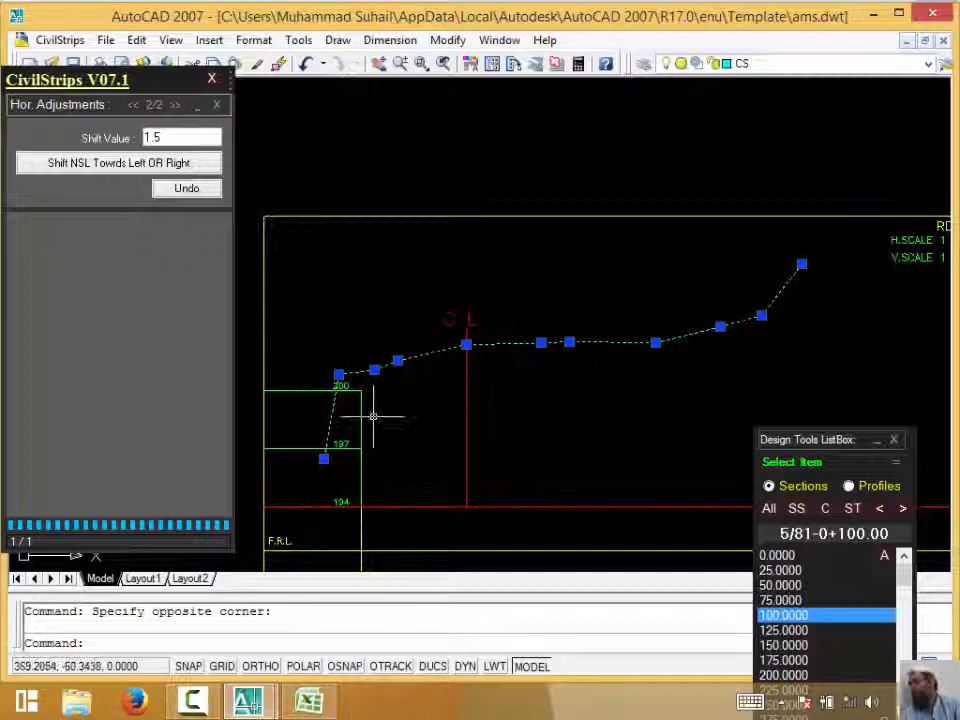 AutoCAD 2007 - [C:\Users\Muhammad Suhail\AppData\Local\Autodesk\AutoCAD 2007\R17.0\enu\Template\ams.dwt]
CivilStrips File Edit View Insert Format Tools Draw Dimension Modify Window Help
CS
CivilStrips V07.1 X
Hor. Adjustments : << 2/2 >> _ X
Shift Value : 1.5
Shift NSL Towrds Left OR Right
Undo
1/1
X
RD
H.SCALE 1
V.SCALE 1
C L
200
197
194
F.R.L.
Design Tools ListBox: _ X
Select Item =
Sections Profiles
All SS C ST < >
5/81-0+100.00
0.0000 A
25.0000
50.0000
75.0000
100.0000
125.0000
150.0000
175.0000
200.0000
225.0000
Model Layout1 Layout2
Command: Specify opposite corner:
Command:
369.2054, -60.3438, 0.0000 SNAP GRID ORTHO POLAR OSNAP OTRACK DUCS DYN LWT MODEL